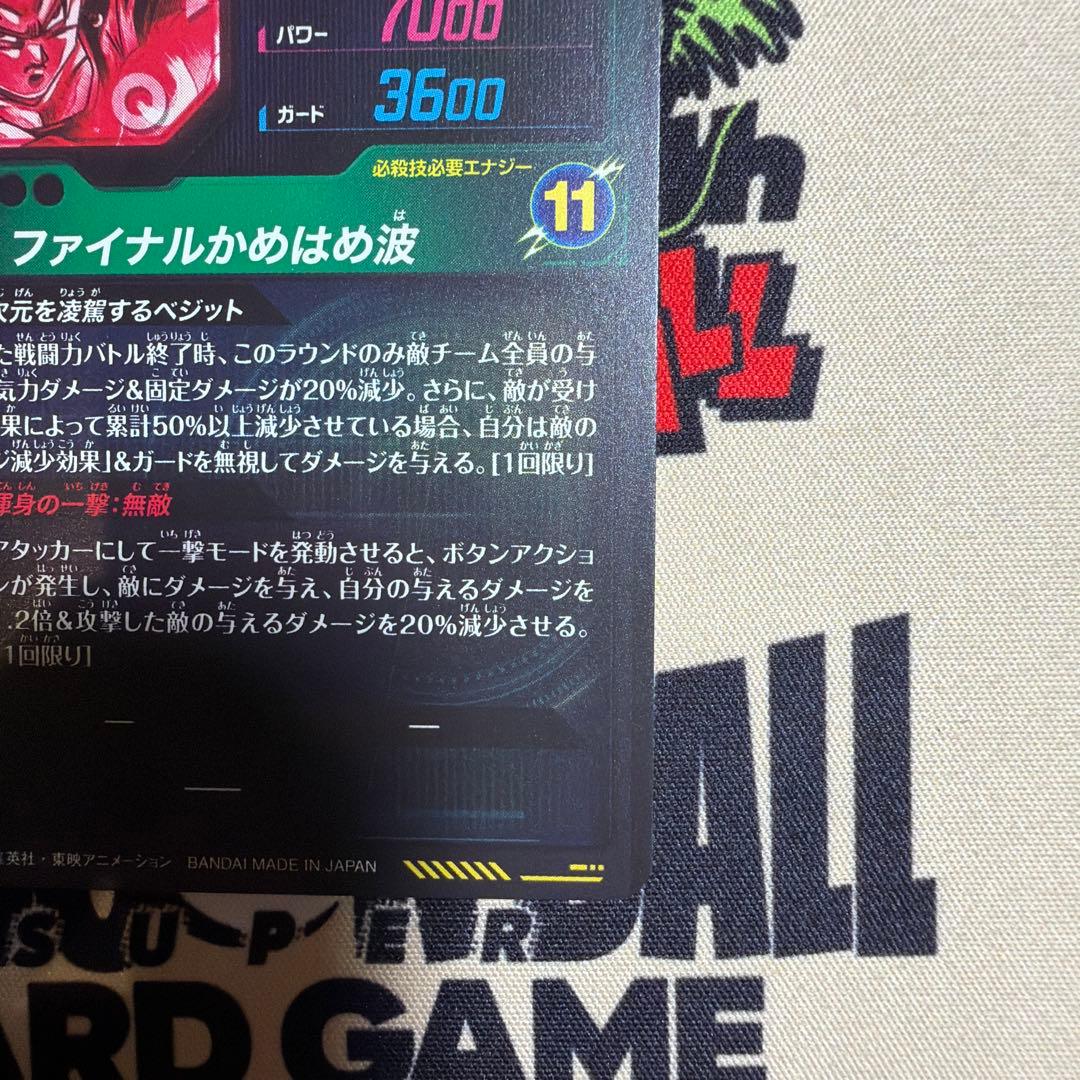 パワー 7000
ガード 3600
必殺技必要エナジー
11
ファイナルかめはめ波
は
次元を凌駕するベジット
た戦闘力バトル終了時、このラウンドのみ敵チーム全員の与
気力ダメージ&固定ダメージが20%減少。さらに、敵が受け
果によって累計50%以上減少させている場合、自分は敵の
ジ減少効果」&ガードを無視してダメージを与える。[1回限り]
渾身の一撃:無敵
アタッカーにして一撃モードを発動させると、ボタンアクショ
ンが発生し、敵にダメージを与え、自分の与えるダメージを
.2倍&攻撃した敵の与えるダメージを20%減少させる。
1回限り]
英社・東映アニメーション BANDAI MADE IN JAPAN
BALL
SUPER
ARD GAME